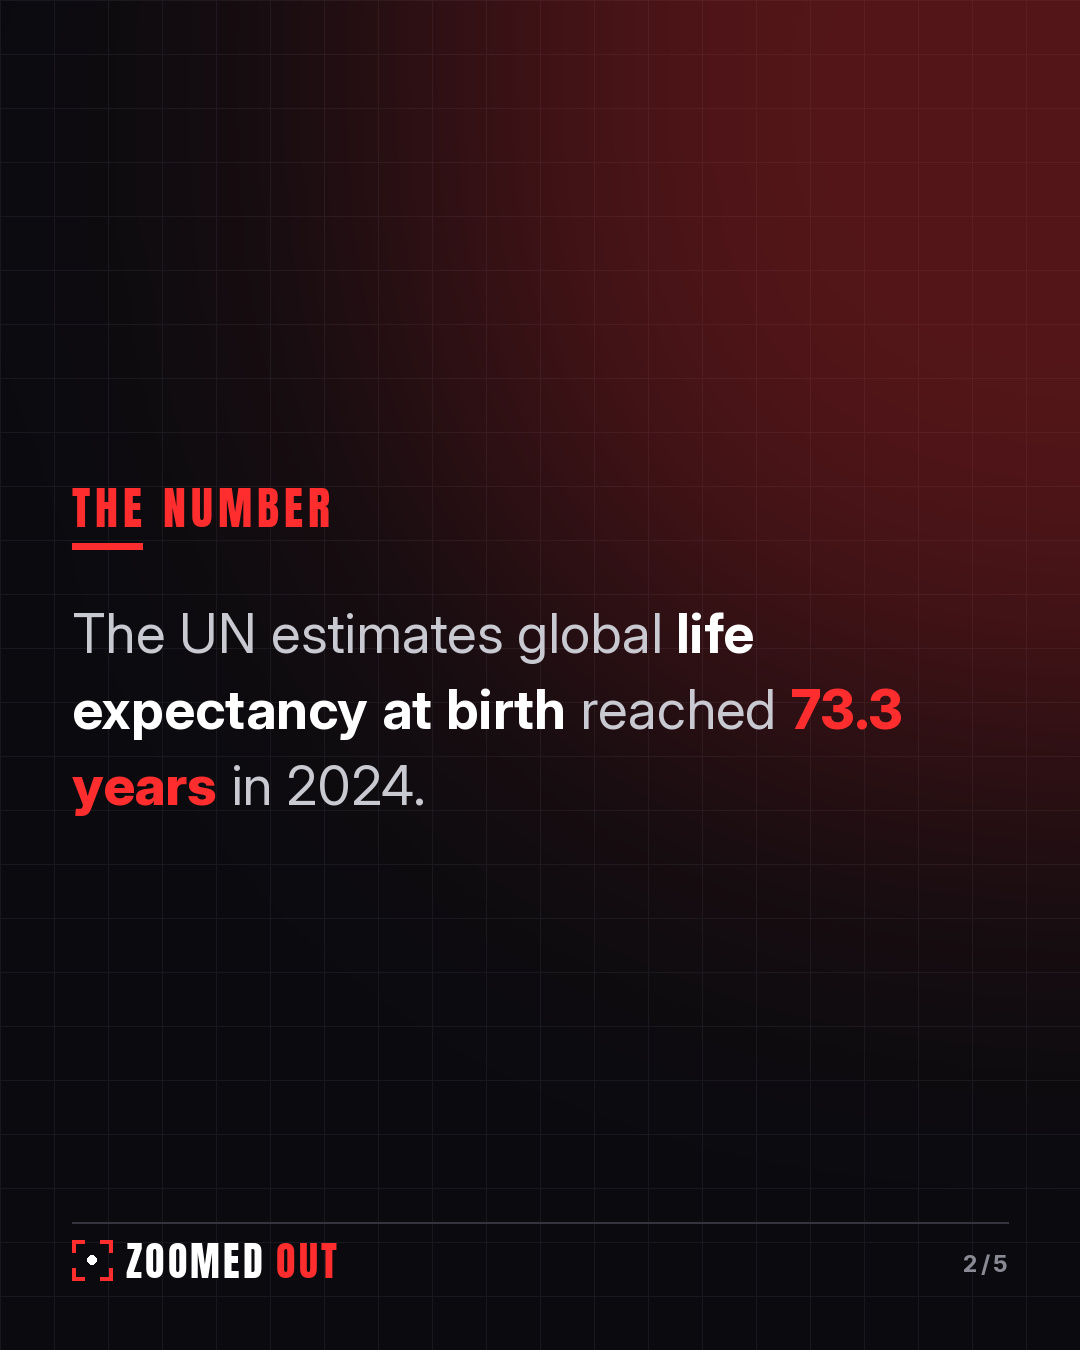 THE NUMBER
The UN estimates global life
expectancy at birth reached 73.3
years in 2024.
ZOOMED OUT
2/5